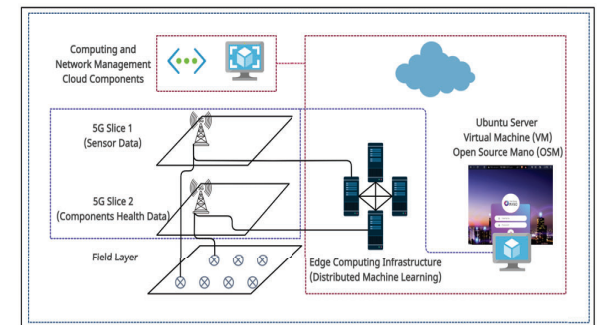 Computing and
Network Management
Cloud Components
5G Slice 1
(Sensor Data)
5G Slice 2
(Components Health Data)
Field Layer
Edge Computing Infrastructure
(Distributed Machine Learning)
Ubuntu Server
Virtual Machine (VM)
Open Source Mano (OSM)